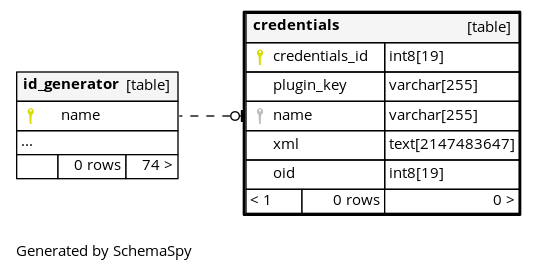 credentials [table]
credentials_id int8[19]
plugin_key varchar[255]
name varchar[255]
xml text[2147483647]
oid int8[19]
< 1 0 rows 0 >
id_generator [table]
name
...
0 rows 74 >
Generated by SchemaSpy